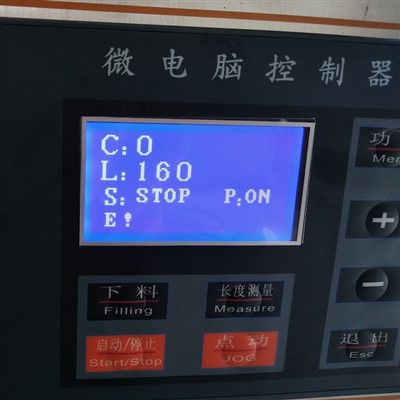 微电脑控制器
C:0
L:160
S:STOP P:ON
E!
功
Men
下料
Filling
长度测量
Measure
启动/停止
Start/Stop
点动
JOG
退出
Esc
+
−